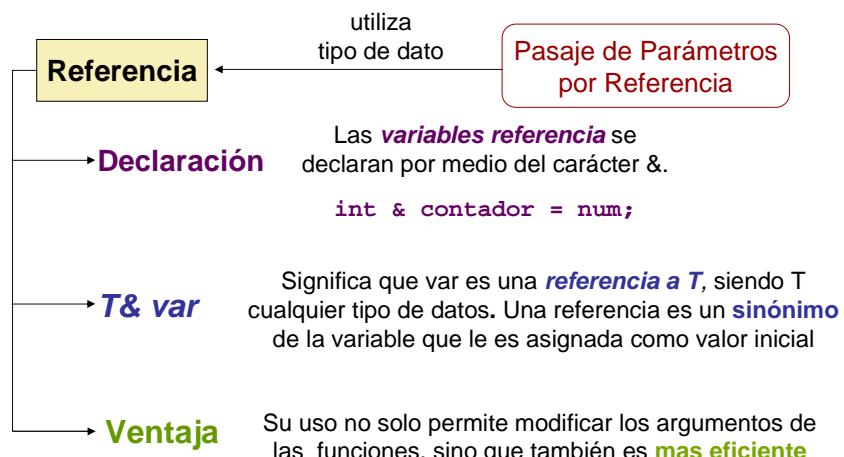 utiliza
tipo de dato
Pasaje de Parámetros
por Referencia
Referencia
Declaración
Las variables referencia se
declaran por medio del carácter &.
int & contador = num;
T& var
Significa que var es una referencia a T, siendo T
cualquier tipo de datos. Una referencia es un sinónimo
de la variable que le es asignada como valor inicial
Ventaja
Su uso no solo permite modificar los argumentos de
las funciones, sino que también es mas eficiente